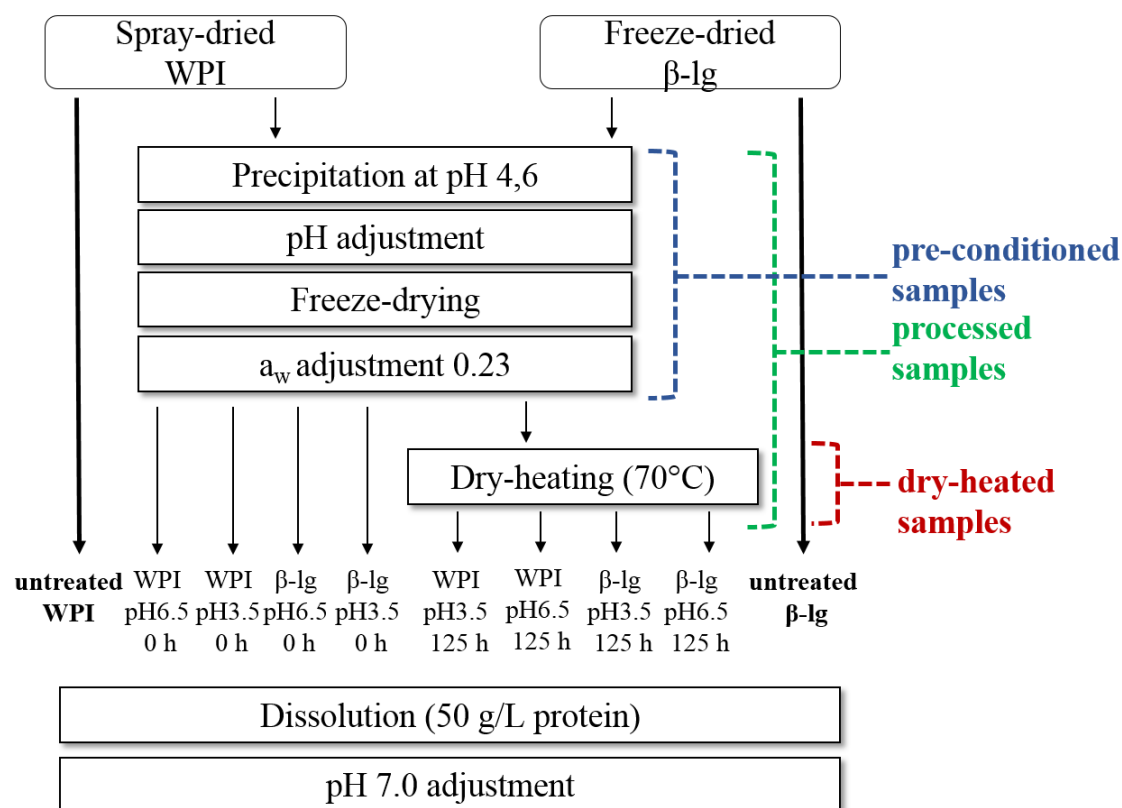 Spray-dried
WPI
Freeze-dried
β-lg
Precipitation at pH 4,6
pH adjustment
Freeze-drying
aw adjustment 0.23
pre-conditioned
samples
processed
samples
Dry-heating (70°C)
dry-heated
samples
untreated
WPI
WPI
pH6.5
0 h
WPI
pH3.5
0 h
β-lg
pH6.5
0 h
β-lg
pH3.5
0 h
WPI
pH3.5
125 h
WPI
pH6.5
125 h
β-lg
pH3.5
125 h
β-lg
pH6.5
125 h
untreated
β-lg
Dissolution (50 g/L protein)
pH 7.0 adjustment